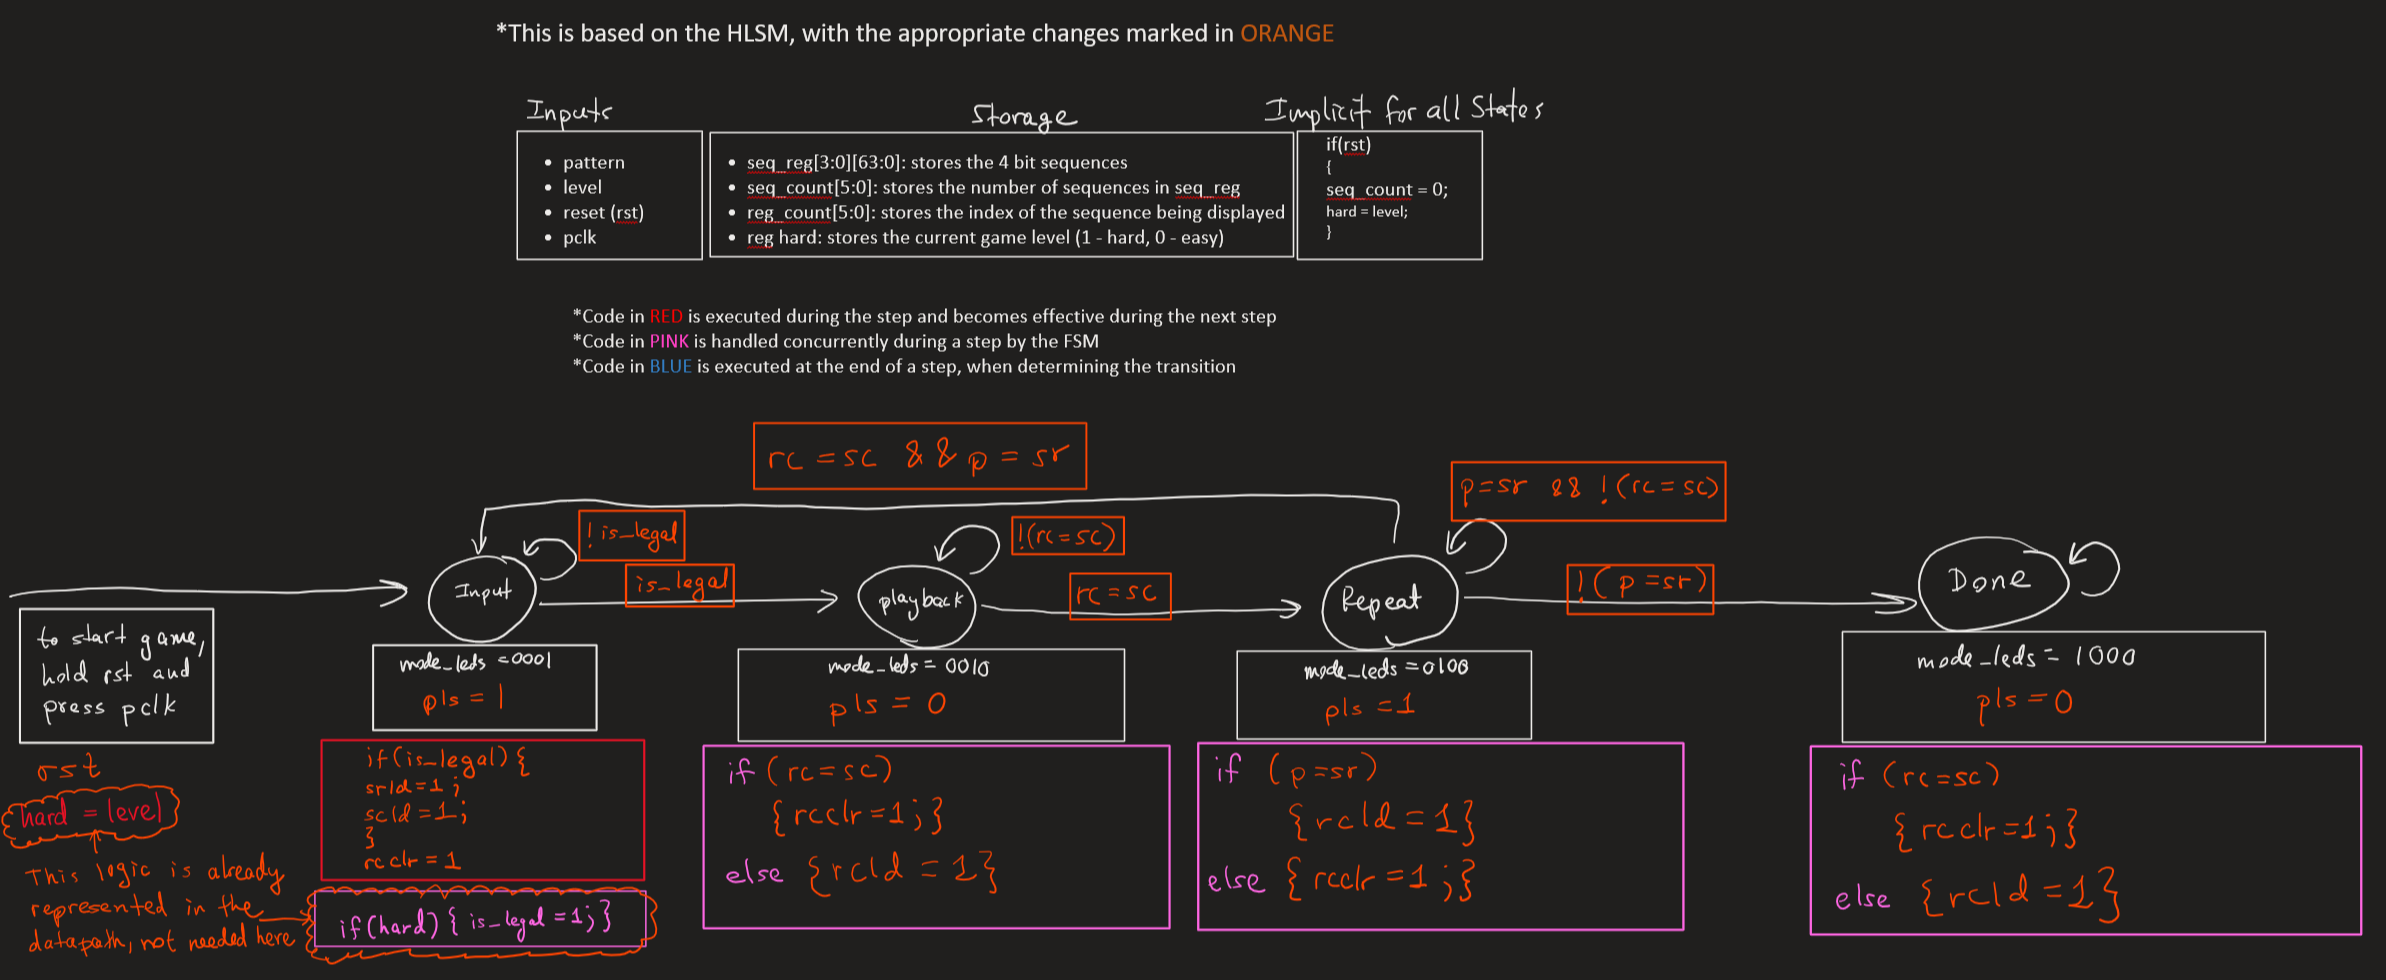 *This is based on the HLSM, with the appropriate changes marked in ORANGE
Inputs
• pattern
• level
• reset (rst)
• pclk
Storage
• seq_reg[3:0][63:0]: stores the 4 bit sequences
• seq_count[5:0]: stores the number of sequences in seq_reg
• reg_count[5:0]: stores the index of the sequence being displayed
• reg hard: stores the current game level (1 - hard, 0 - easy)
Implicit for all States
if(rst)
{
seq_count = 0;
hard = level;
}
*Code in RED is executed during the step and becomes effective during the next step
*Code in PINK is handled concurrently during a step by the FSM
*Code in BLUE is executed at the end of a step, when determining the transition
rc = sc && p = sr
p=sr && !(rc=sc)
!is_legal
is_legal
!(rc=sc)
rc = sc
!(p=sr)
Input
playback
Repeat
Done
to start game,
hold rst and
press pclk
rst
hard = level
This logic is already
represented in the
datapath, not needed here
mode_leds =0001
pls = 1
if(is_legal){
srld=1;
scld=1;
}
rcclr=1
if(hard){ is_legal=1;}
mode_leds= 0010
pls = 0
if (rc=sc)
{rcclr=1;}
else {rcld = 1}
mode_leds=0100
pls =1
if (p=sr)
{rcld=1}
else { rcclr=1;}
mode_leds= 1000
pls=0
if (rc=sc)
{ rcclr=1;}
else {rcld=1}